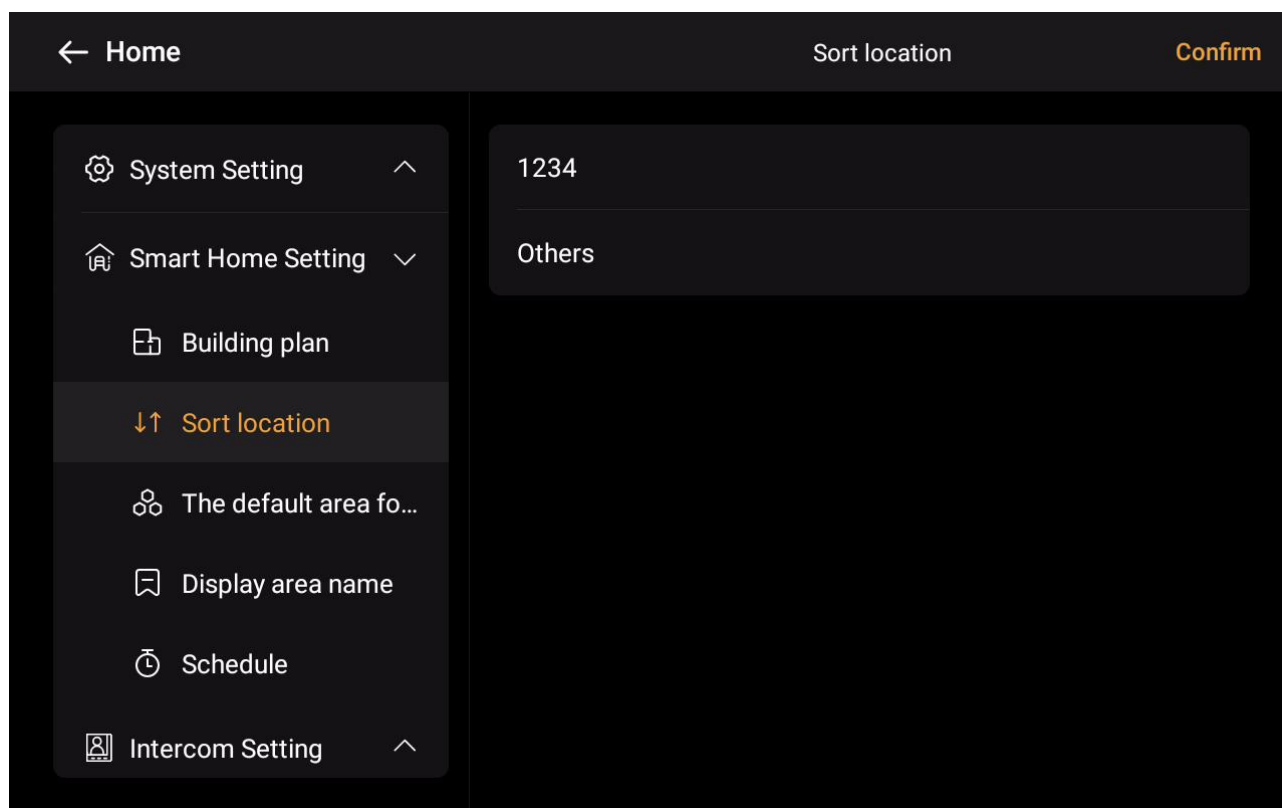 Home
Sort location
Confirm
System Setting
Smart Home Setting
Building plan
Sort location
The default area fo...
Display area name
Schedule
Intercom Setting
1234
Others